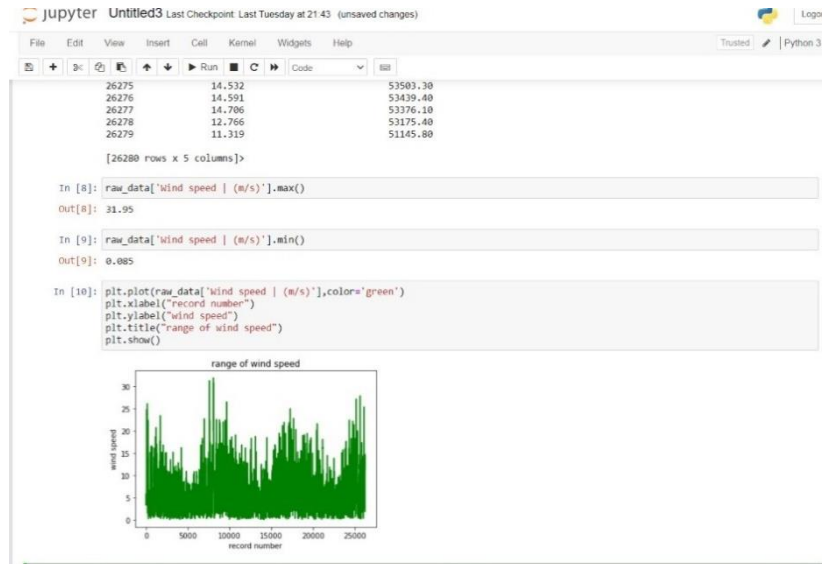 jupyter Untitled3 Last Checkpoint: Last Tuesday at 21:43 (unsaved changes)
File Edit View Insert Cell Kernel Widgets Help Trusted Python 3
Run Code
26275 14.532 53503.30
26276 14.591 53439.40
26277 14.706 53376.10
26278 12.766 53175.40
26279 11.319 51145.80
[26280 rows x 5 columns]>
In [8]: raw_data['Wind speed | (m/s)'].max()
Out[8]: 31.95
In [9]: raw_data['Wind speed | (m/s)'].min()
Out[9]: 0.085
In [10]: plt.plot(raw_data['Wind speed | (m/s)'],color='green')
plt.xlabel("record number")
plt.ylabel("wind speed")
plt.title("range of wind speed")
plt.show()
range of wind speed
30
25
20
15
10
5
0
wind speed
0 5000 10000 15000 20000 25000
record number